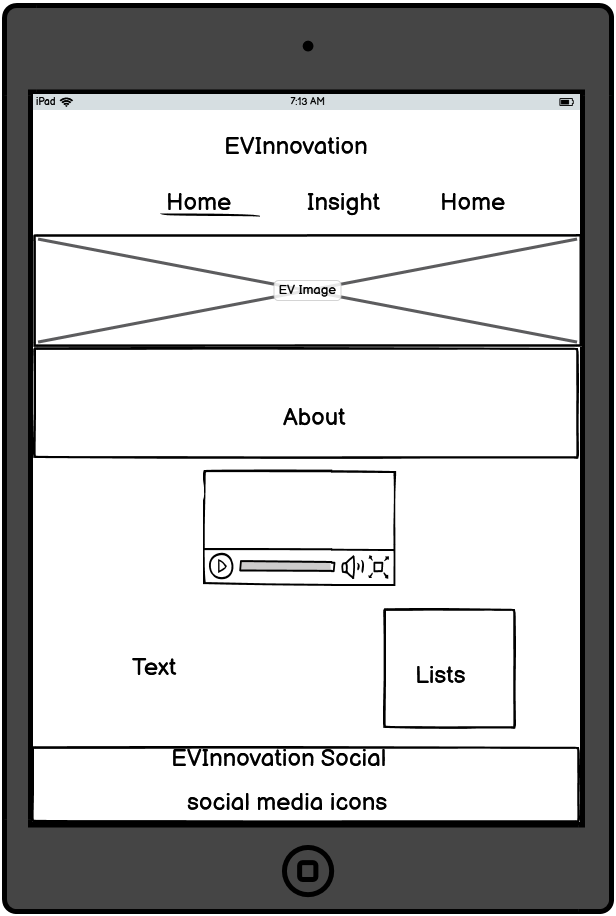 iPad 7:13 AM
EVInnovation
Home Insight Home
EV Image
About
Text
Lists
EVInnovation Social
social media icons